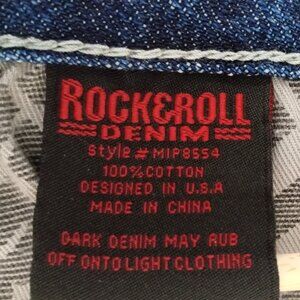 ROCK&ROLL
DENIM
Style # M1P8554
100% COTTON
DESIGNED IN U.S.A
MADE IN CHINA
DARK DENIM MAY RUB
OFF ONTO LIGHT CLOTHING